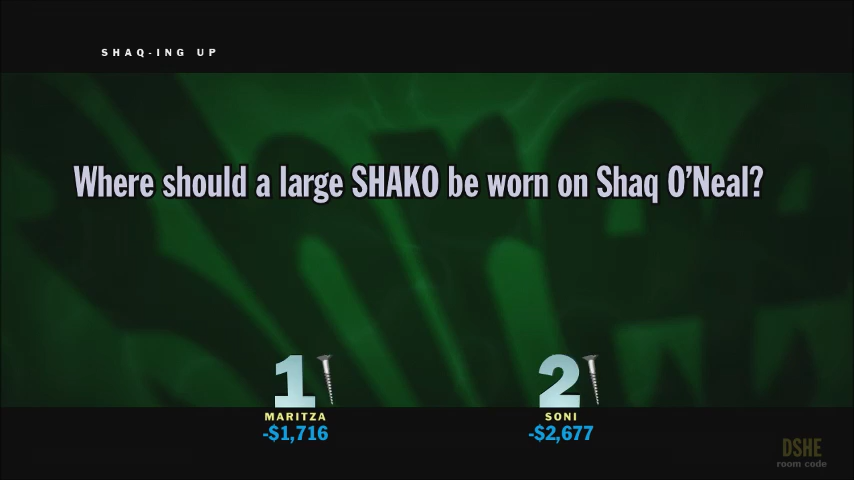 SHAQ-ING UP
Where should a large SHAKO be worn on Shaq O'Neal?
1
2
MARITZA
SONI
-$1,716
-$2,677
DSHE
room code